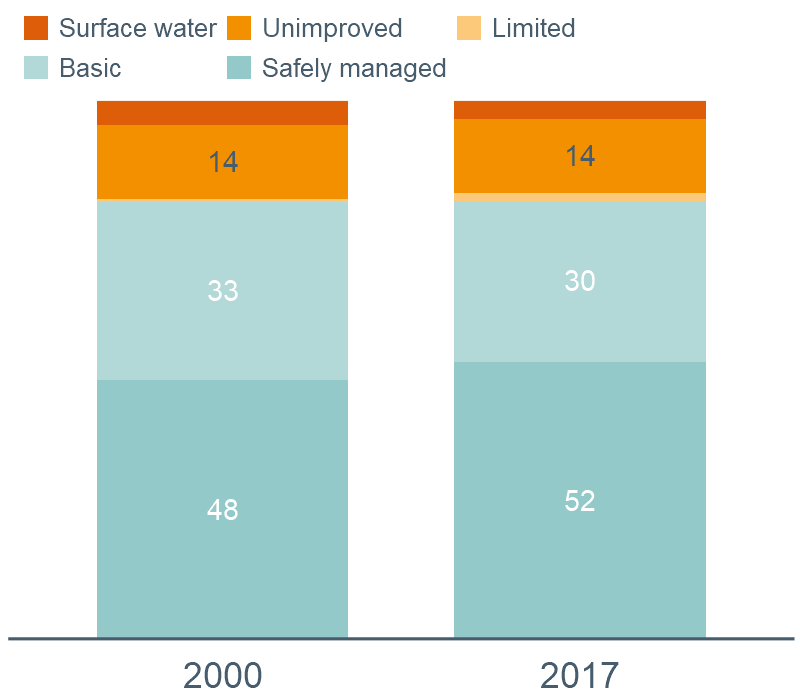 Surface water Unimproved Limited
Basic Safely managed
14 14
33 30
48 52
2000 2017